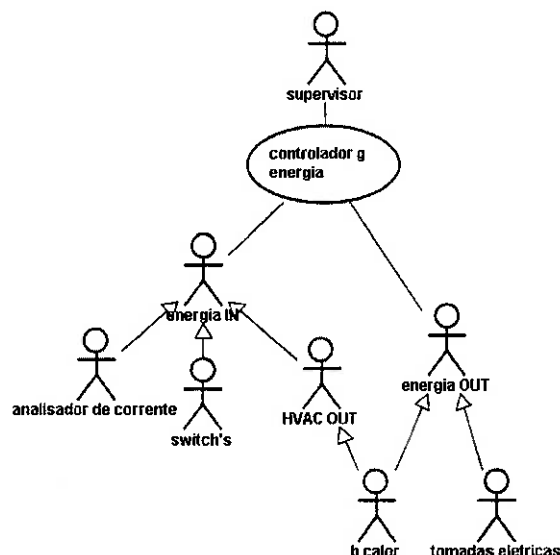 supervisor
controlador g
energia
energia IN
analisador de corrente
switch's
HVAC OUT
energia OUT
h calor
tomadas eletricas